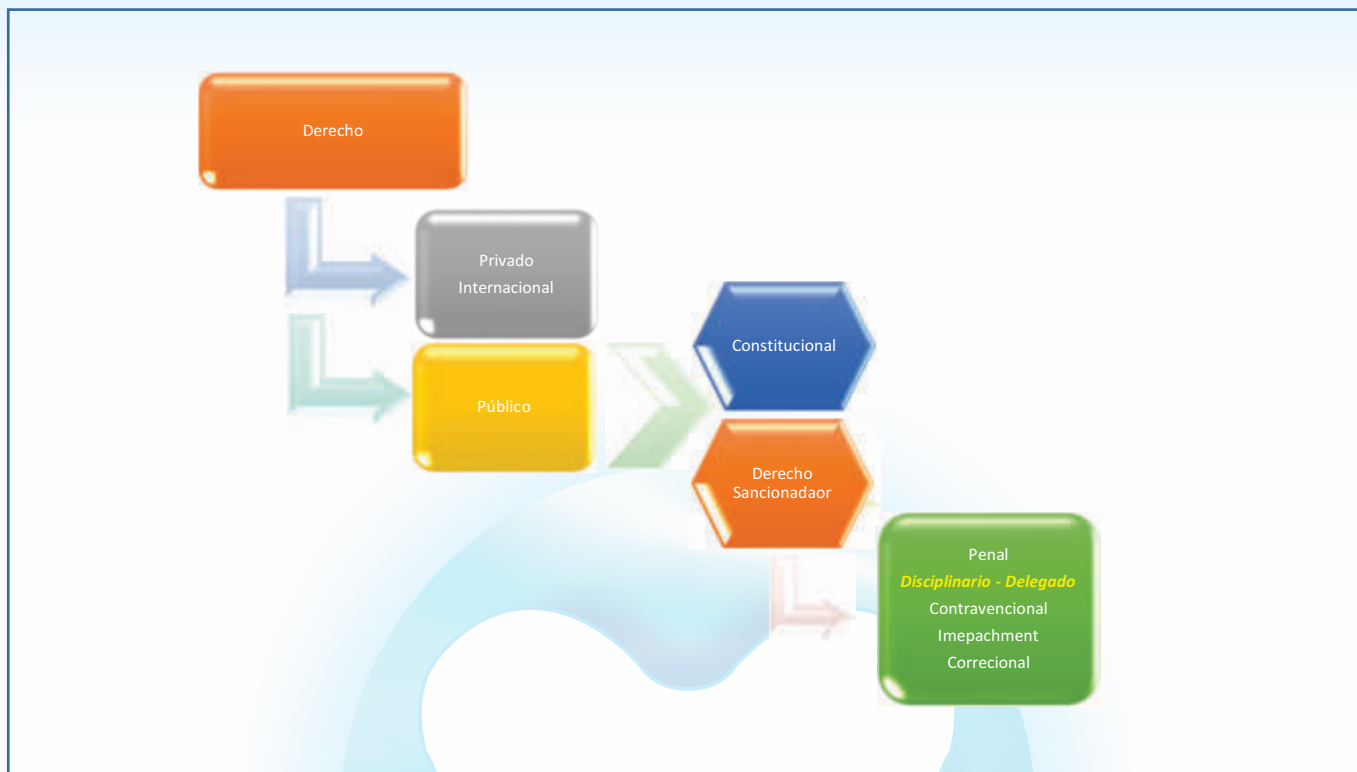 Derecho
Privado
Internacional
Público
Constitucional
Derecho
Sancionadaor
Penal
Disciplinario - Delegado
Contravencional
Imepachment
Correcional